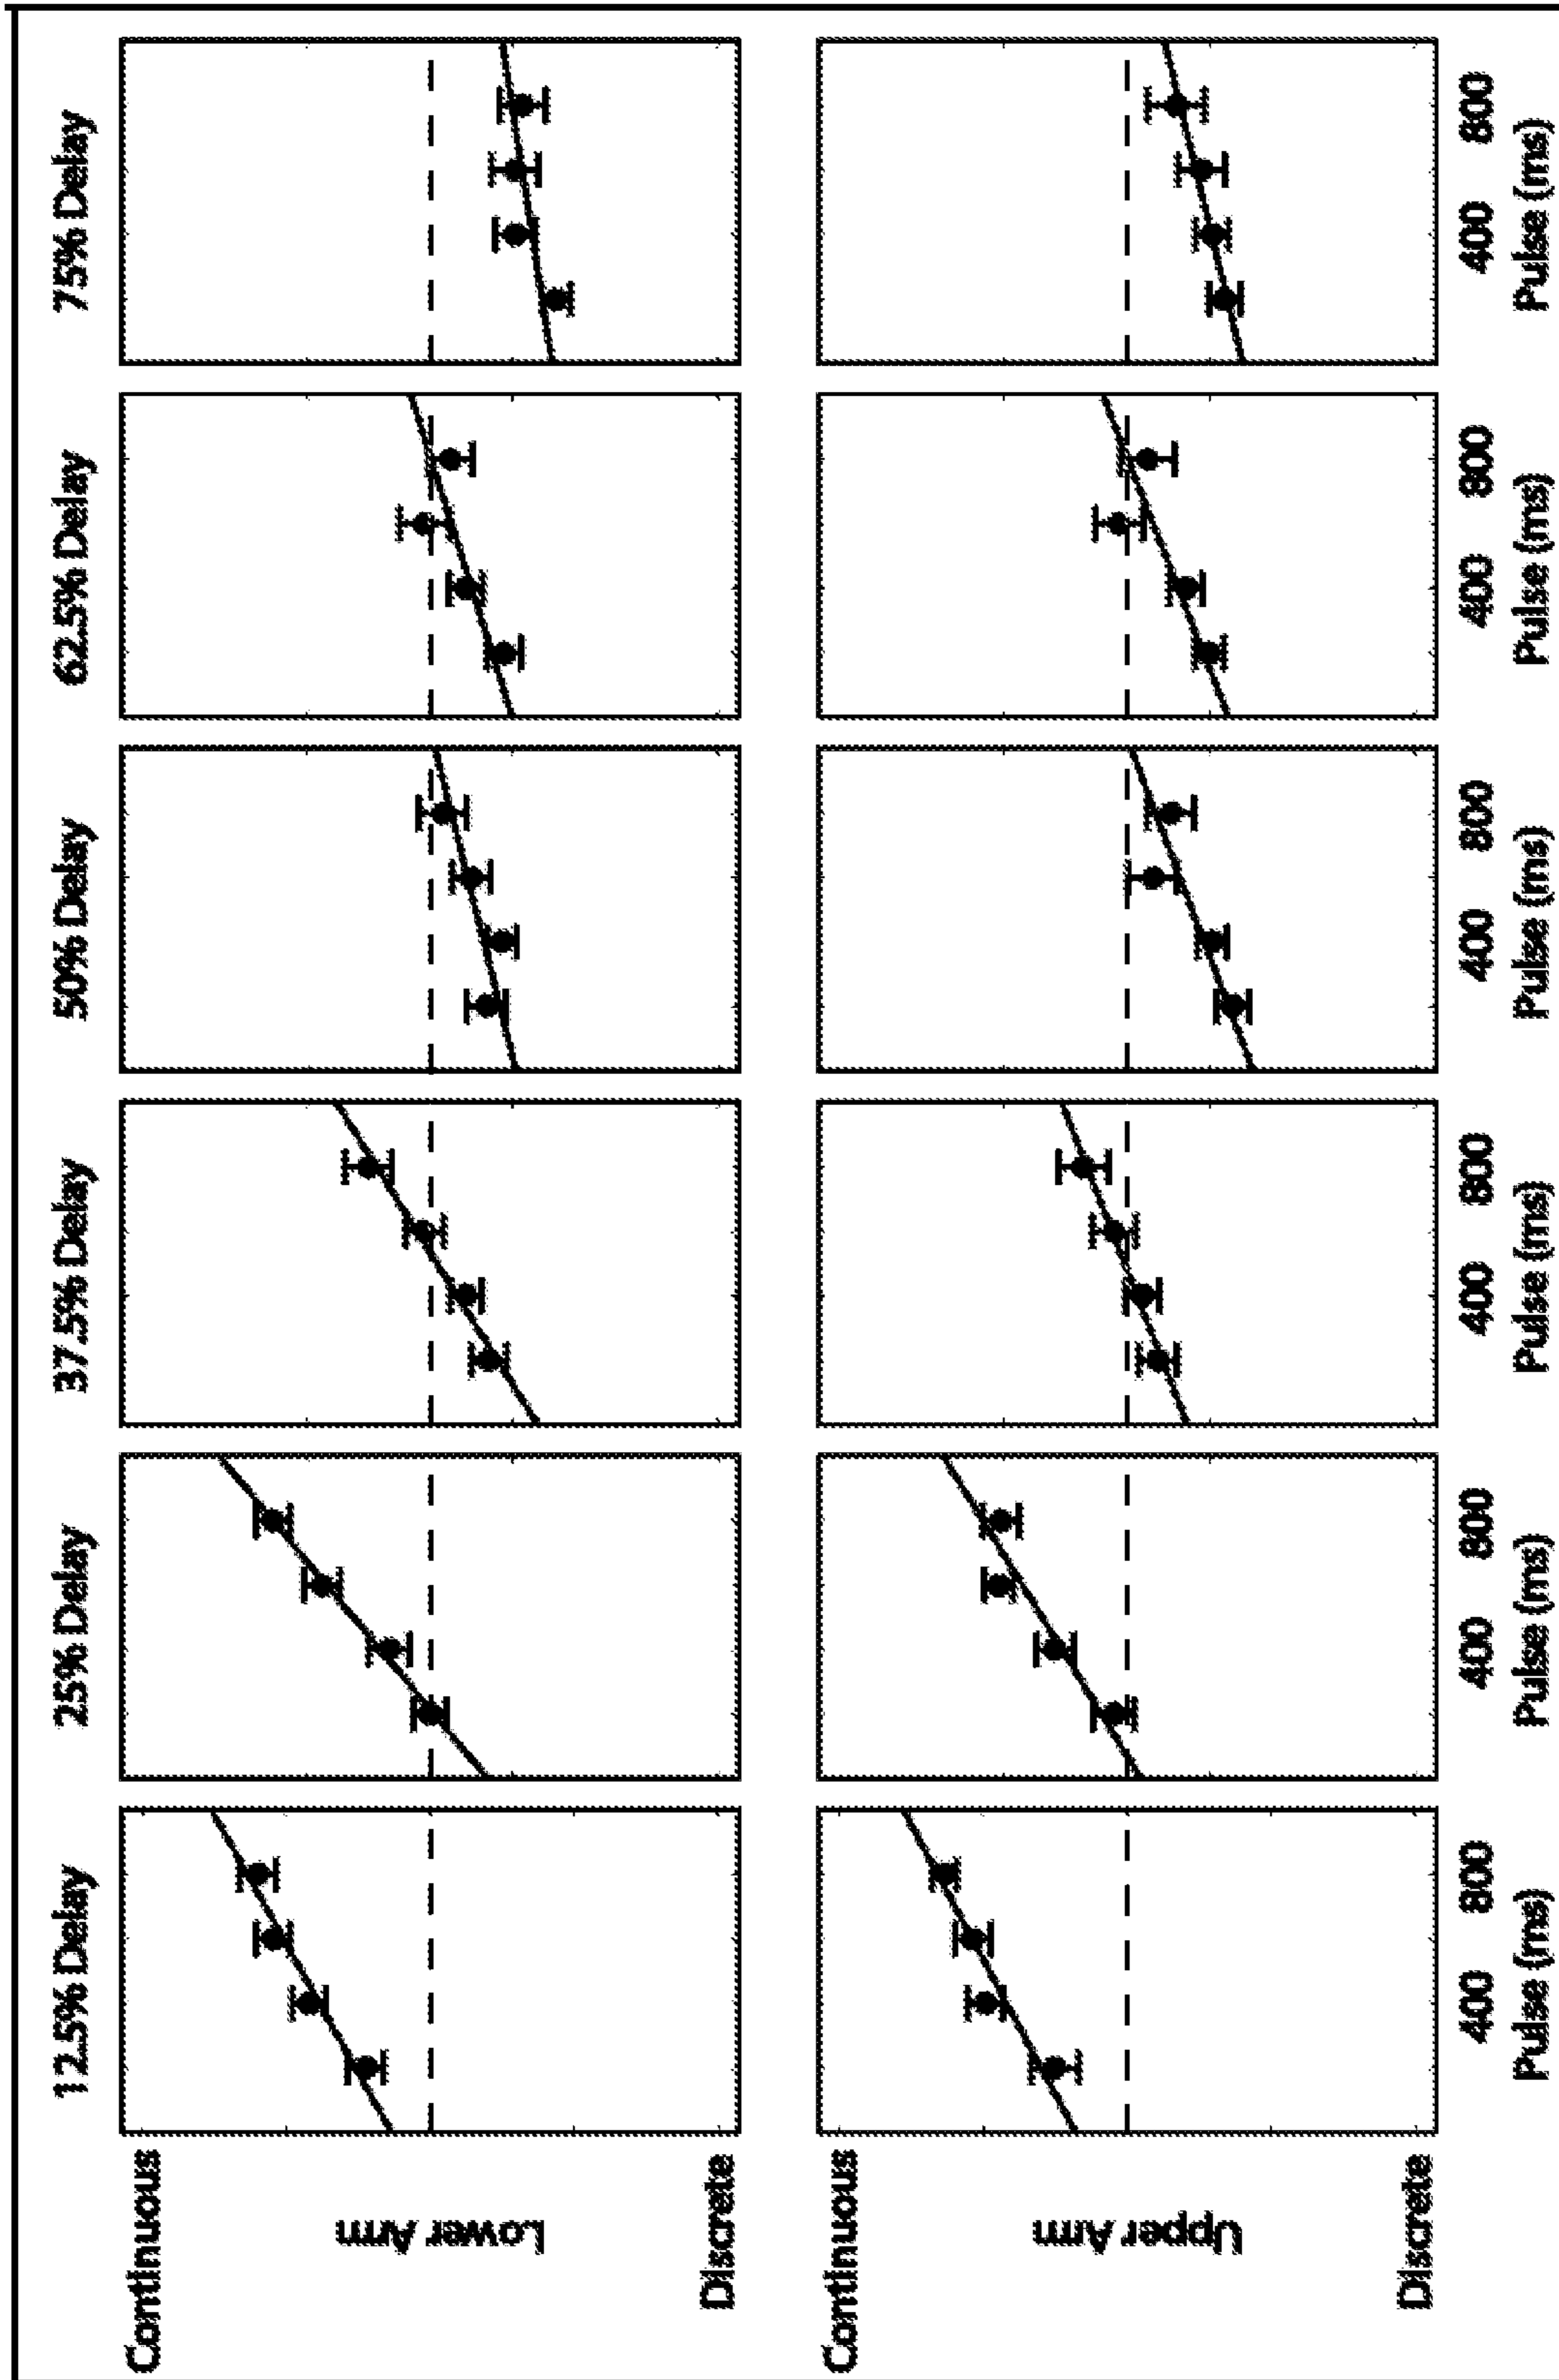 12.5% Delay
25% Delay
37.5% Delay
50% Delay
62.5% Delay
75% Delay
Continuous
Lower Arm
Discrete
Continuous
Upper Arm
Discrete
400 800
400 800
400 800
400 800
400 800
400 800
Pulse (ms)
Pulse (ms)
Pulse (ms)
Pulse (ms)
Pulse (ms)
Pulse (ms)